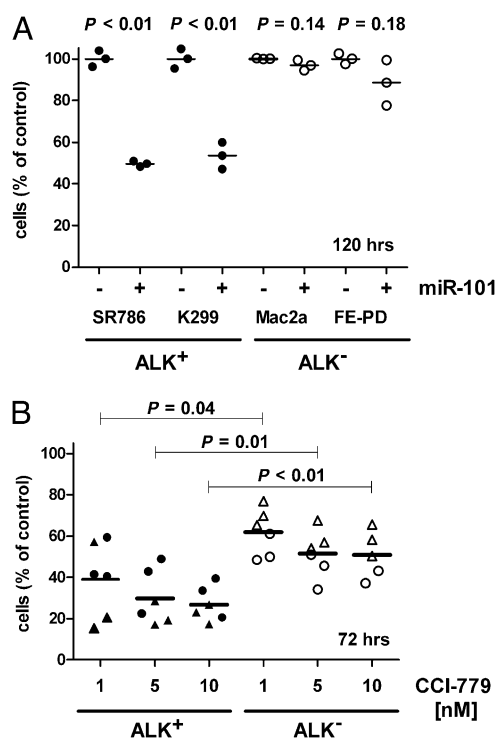 A
P < 0.01 P < 0.01 P = 0.14 P = 0.18
cells (% of control)
100
80
60
40
20
0
120 hrs
- + - + - + - + miR-101
SR786 K299 Mac2a FE-PD
ALK+ ALK-
B
P = 0.04
P = 0.01
P < 0.01
cells (% of control)
100
80
60
40
20
0
72 hrs
1 5 10 1 5 10 CCI-779
[nM]
ALK+ ALK-